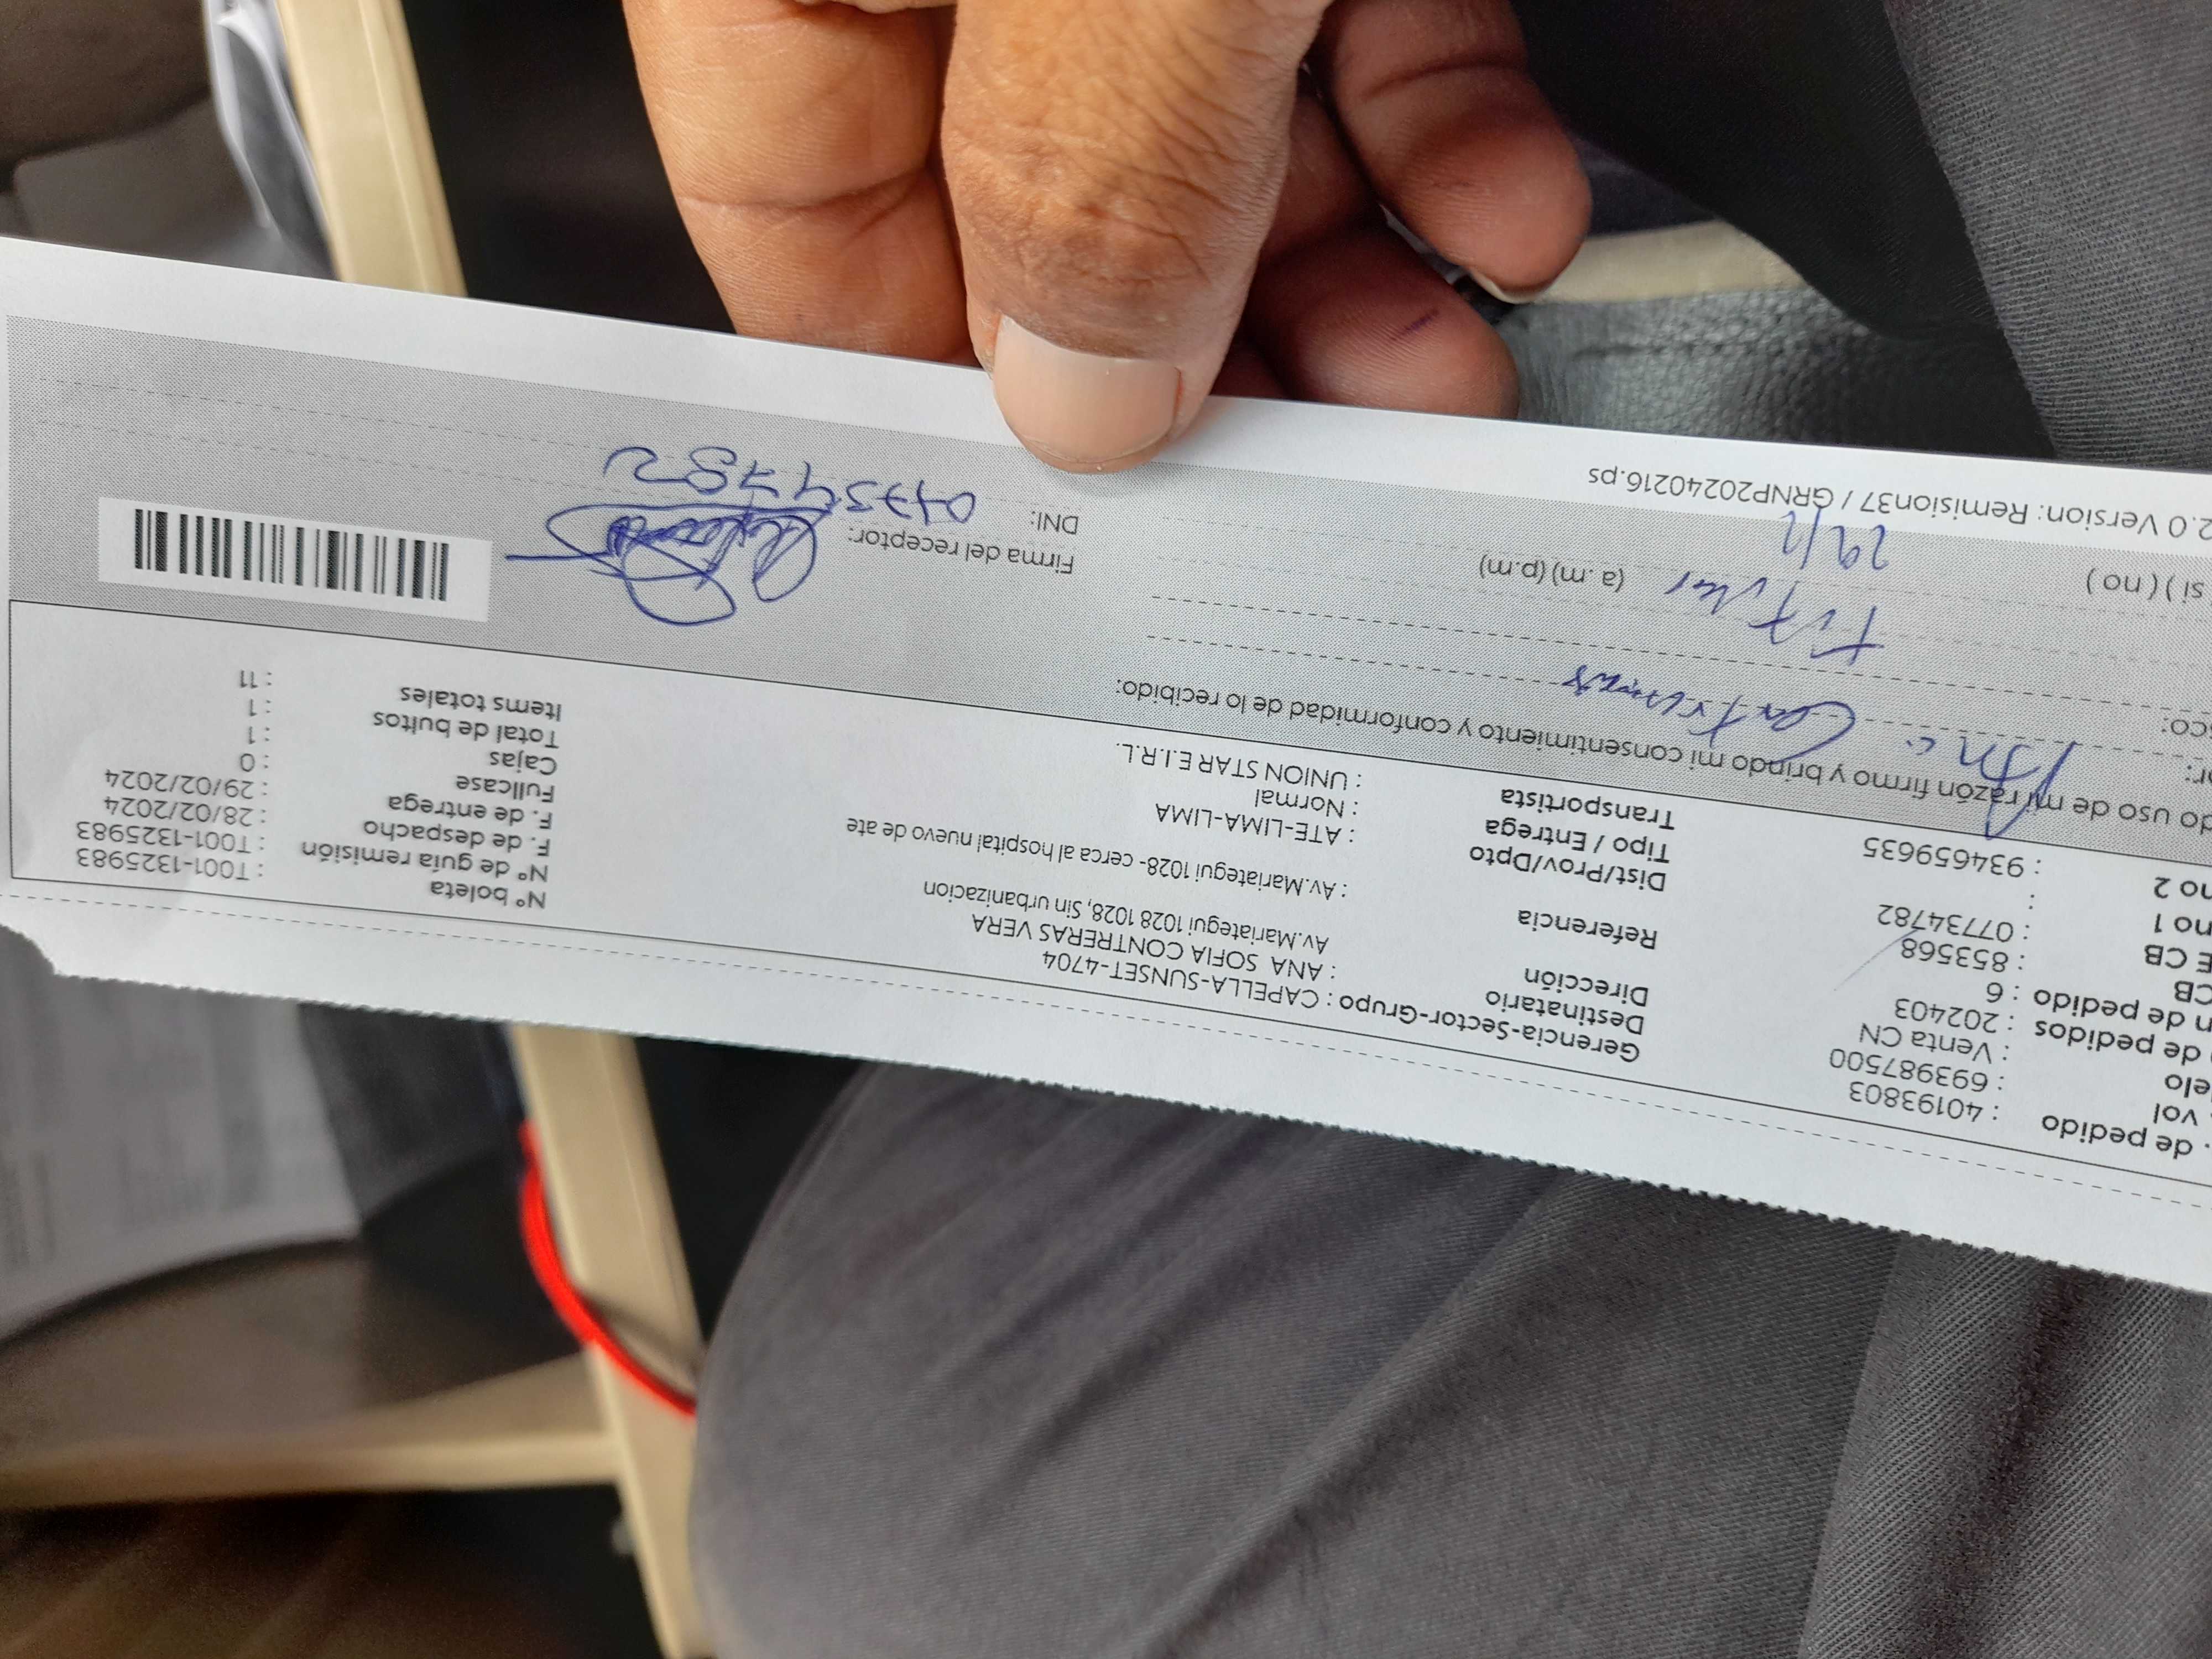 . de pedido : 40193803
vol : 693987500
elo : Venta CN
de pedidos : 202403
n de pedido : 6
CB : 853568
E CB : 07734782
no 1 :
no 2 : 934659635
Gerencia-Sector-Grupo : CAPELLA-SUNSET-4704
Destinatario : ANA SOFIA CONTRERAS VERA
Dirección Av.Mariategui 1028 1028, Sin urbanizacion
Referencia : Av.Mariategui 1028- cerca al hospital nuevo de ate
Dist/Prov/Dpto : ATE-LIMA-LIMA
Tipo / Entrega : Normal
Transportista : UNION STAR E.I.R.L.
N° boleta : T001-1325983
N° de guía remisión : T001-1325983
F. de despacho : 28/02/2024
F. de entrega : 29/02/2024
Fullcase : 0
Cajas : 1
Total de bultos : 1
Items totales : 11
do uso de mi razón firmo y brindo mi consentimiento y conformidad de lo recibido:
or:
sco:
(a.m) (p.m)
si ) ( no ) 29/2
Firma del receptor:
DNI:
2.0 Version: Remision37 / GRNP20240216.ps